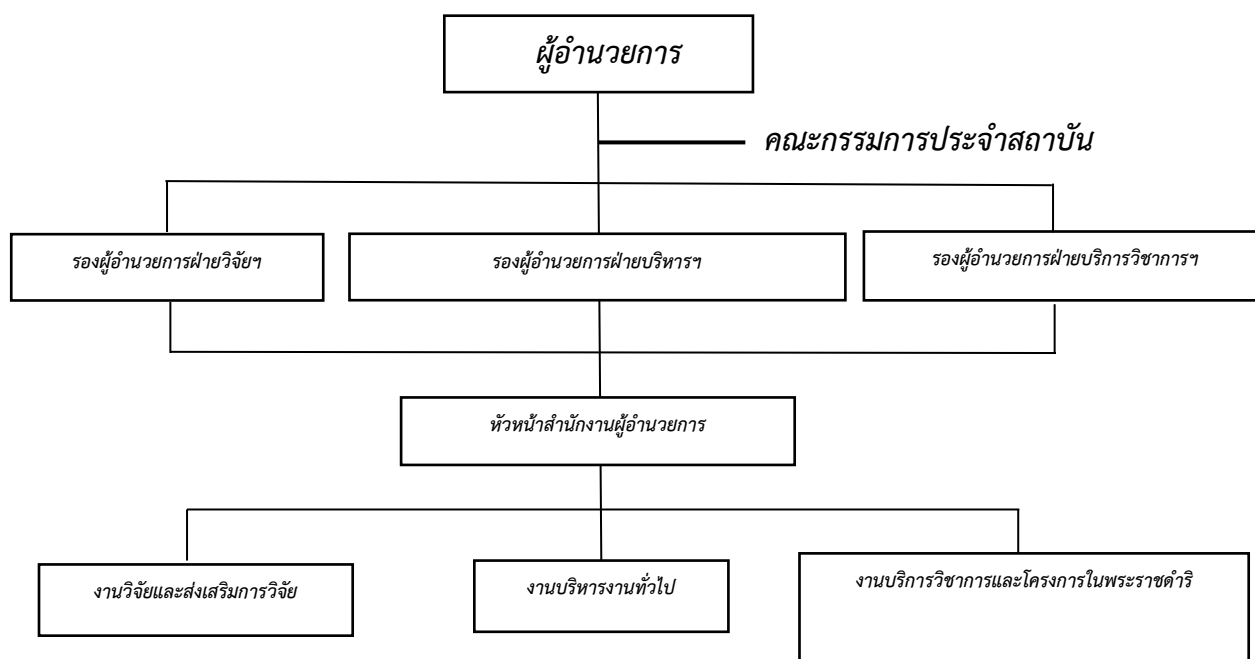 ผู้อำนวยการ
คณะกรรมการประจำสถาบัน
รองผู้อำนวยการฝ่ายวิจัยฯ
รองผู้อำนวยการฝ่ายบริหารฯ
รองผู้อำนวยการฝ่ายบริการวิชาการฯ
หัวหน้าสำนักงานผู้อำนวยการ
งานวิจัยและส่งเสริมการวิจัย
งานบริหารงานทั่วไป
งานบริการวิชาการและโครงการในพระราชดำริ